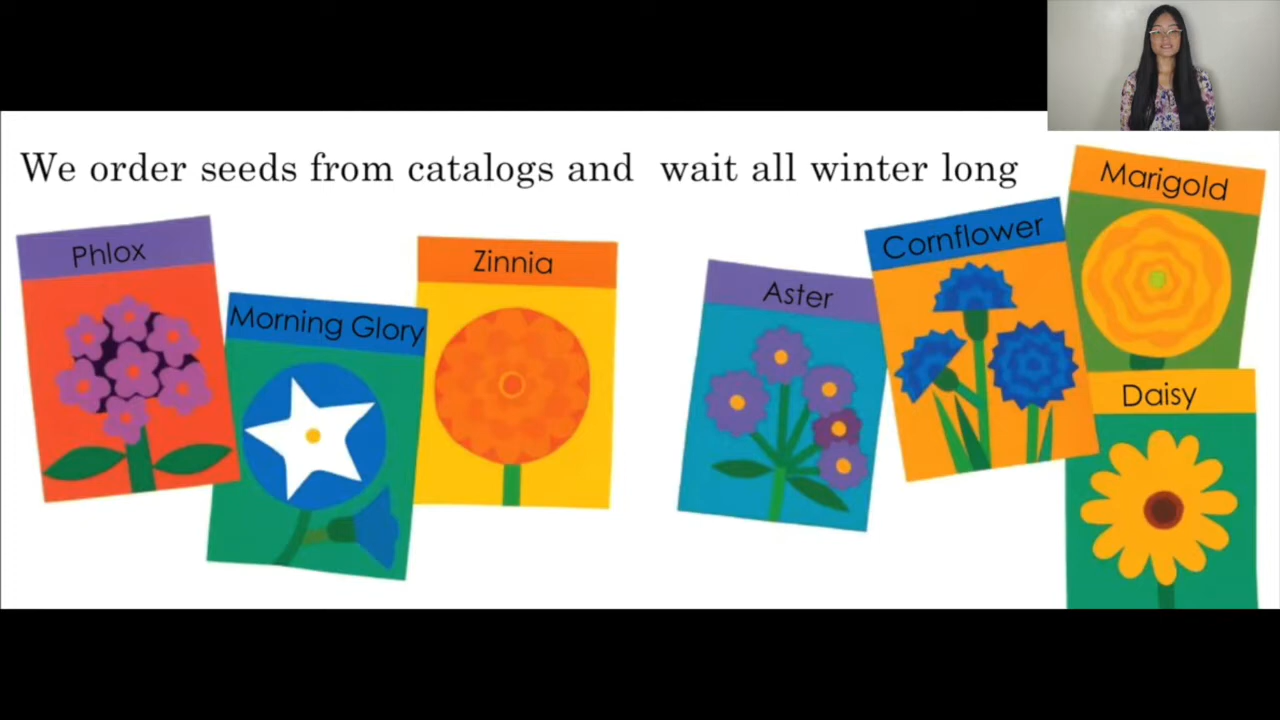 We order seeds from catalogs and wait all winter long
Phlox
Morning Glory
Zinnia
Aster
Cornflower
Marigold
Daisy